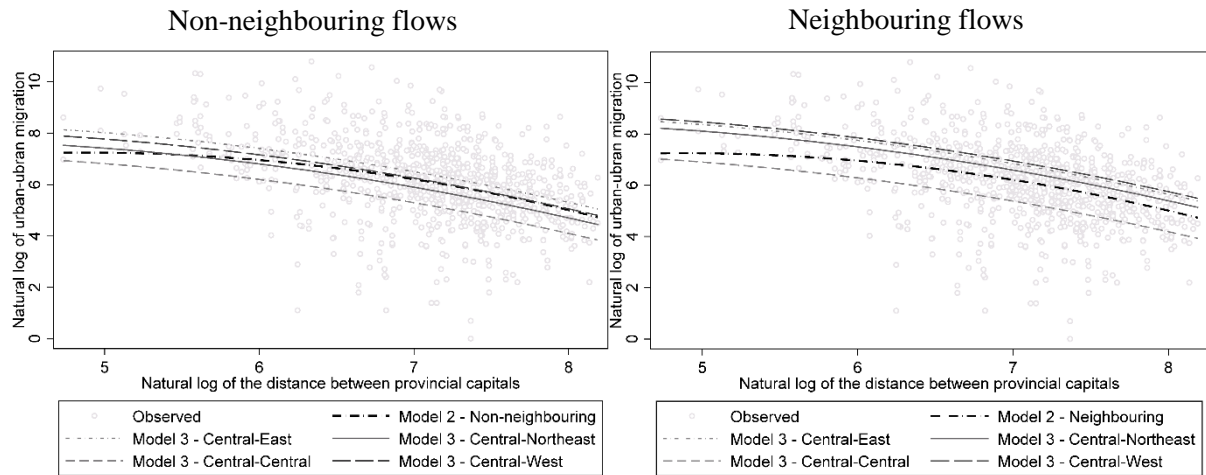 Non-neighbouring flows
Natural log of urban-ubran migration
10
8
6
4
2
0
5 6 7 8
Natural log of the distance between provincial capitals
Observed Model 2 - Non-neighbouring
Model 3 - Central-East Model 3 - Central-Northeast
Model 3 - Central-Central Model 3 - Central-West
Neighbouring flows
Natural log of urban-ubran migration
10
8
6
4
2
0
5 6 7 8
Natural log of the distance between provincial capitals
Observed Model 2 - Neighbouring
Model 3 - Central-East Model 3 - Central-Northeast
Model 3 - Central-Central Model 3 - Central-West